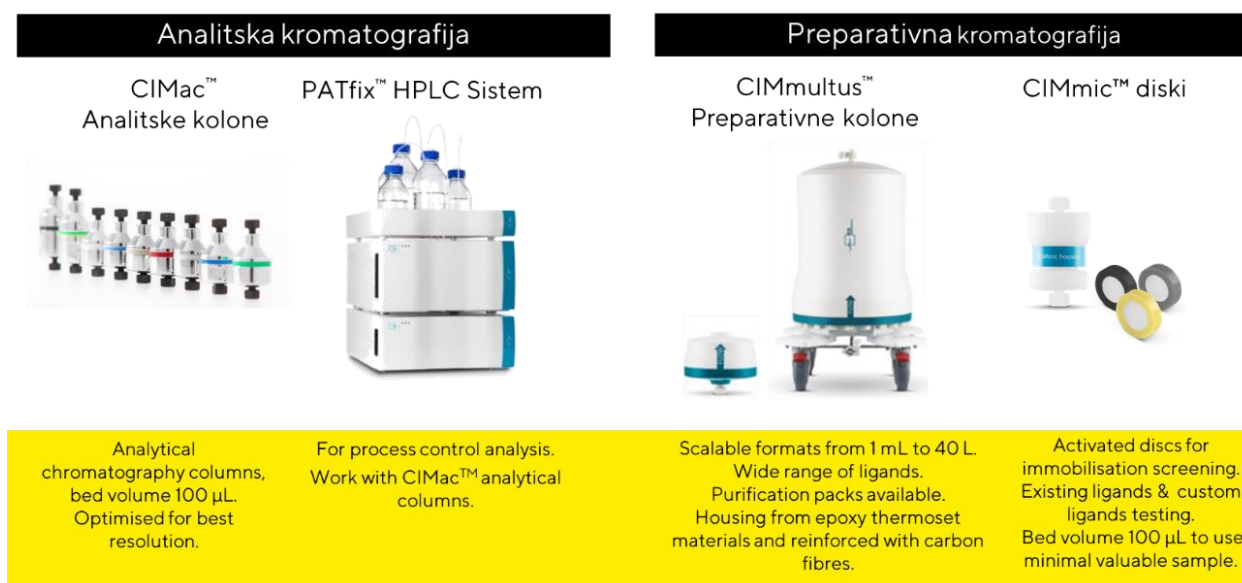 Analitska kromatografija
CIMac™
Analitske kolone
PATfix™ HPLC Sistem
Analytical
chromatography columns,
bed volume 100 µL.
Optimised for best
resolution.
For process control analysis.
Work with CIMac™ analytical
columns.
Preparativna kromatografija
CIMmultus™
Preparativne kolone
CIMmic™ diski
CIMmic housing
Scalable formats from 1 mL to 40 L.
Wide range of ligands.
Purification packs available.
Housing from epoxy thermoset
materials and reinforced with carbon
fibres.
Activated discs for
immobilisation screening.
Existing ligands & custom
ligands testing.
Bed volume 100 µL to use
minimal valuable sample.